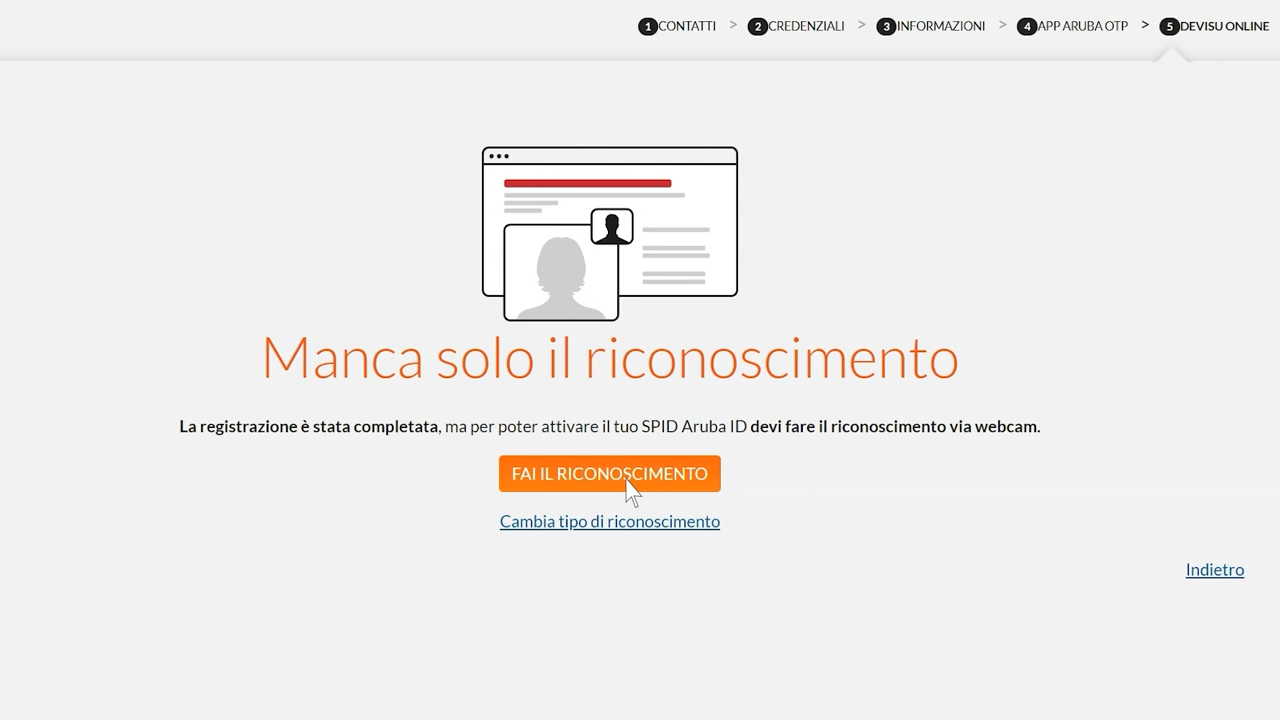 1 CONTATTI > 2 CREDENZIALI > 3 INFORMAZIONI > 4 APP ARUBA OTP > 5 DEVISU ONLINE
Manca solo il riconoscimento
La registrazione è stata completata, ma per poter attivare il tuo SPID Aruba ID devi fare il riconoscimento via webcam.
FAI IL RICONOSCIMENTO
Cambia tipo di riconoscimento
Indietro